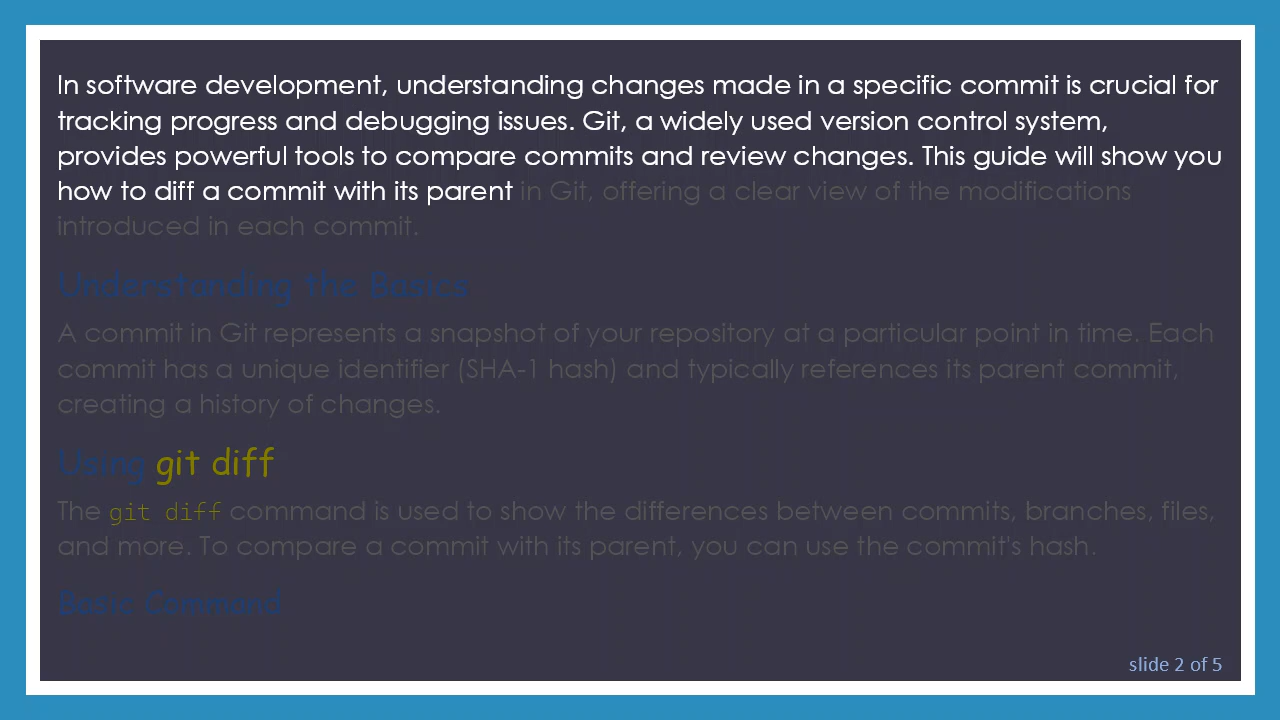 In software development, understanding changes made in a specific commit is crucial for
tracking progress and debugging issues. Git, a widely used version control system,
provides powerful tools to compare commits and review changes. This guide will show you
how to diff a commit with its parent in Git, offering a clear view of the modifications
introduced in each commit.
Understanding the Basics
A commit in Git represents a snapshot of your repository at a particular point in time. Each
commit has a unique identifier (SHA-1 hash) and typically references its parent commit,
creating a history of changes.
Using git diff
The git diff command is used to show the differences between commits, branches, files,
and more. To compare a commit with its parent, you can use the commit's hash.
Basic Command
slide 2 of 5